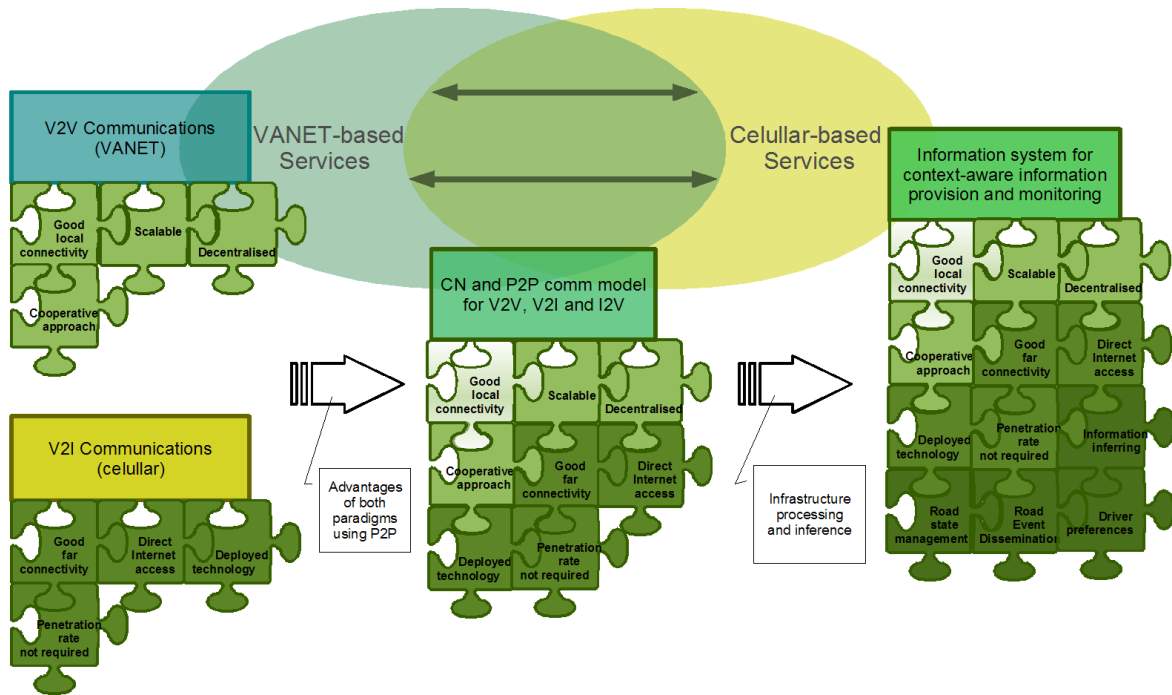 VANET-based
Services
Celullar-based
Services
V2V Communications
(VANET)
Good
local
connectivity
Scalable
Decentralised
Cooperative
approach
V2I Communications
(celullar)
Good
far
connectivity
Direct
Internet
access
Deployed
technology
Penetration
rate
not required
Advantages
of both
paradigms
using P2P
CN and P2P comm model
for V2V, V2I and I2V
Good
local
connectivity
Scalable
Decentralised
Cooperative
approach
Good
far
connectivity
Direct
Internet
access
Deployed
technology
Penetration
rate
not required
Infrastructure
processing
and inference
Information system for
context-aware information
provision and monitoring
Good
local
connectivity
Scalable
Decentralised
Cooperative
approach
Good
far
connectivity
Direct
Internet
access
Deployed
technology
Penetration
rate
not required
Information
inferring
Road
state
management
Road
Event
Dissemination
Driver
preferences